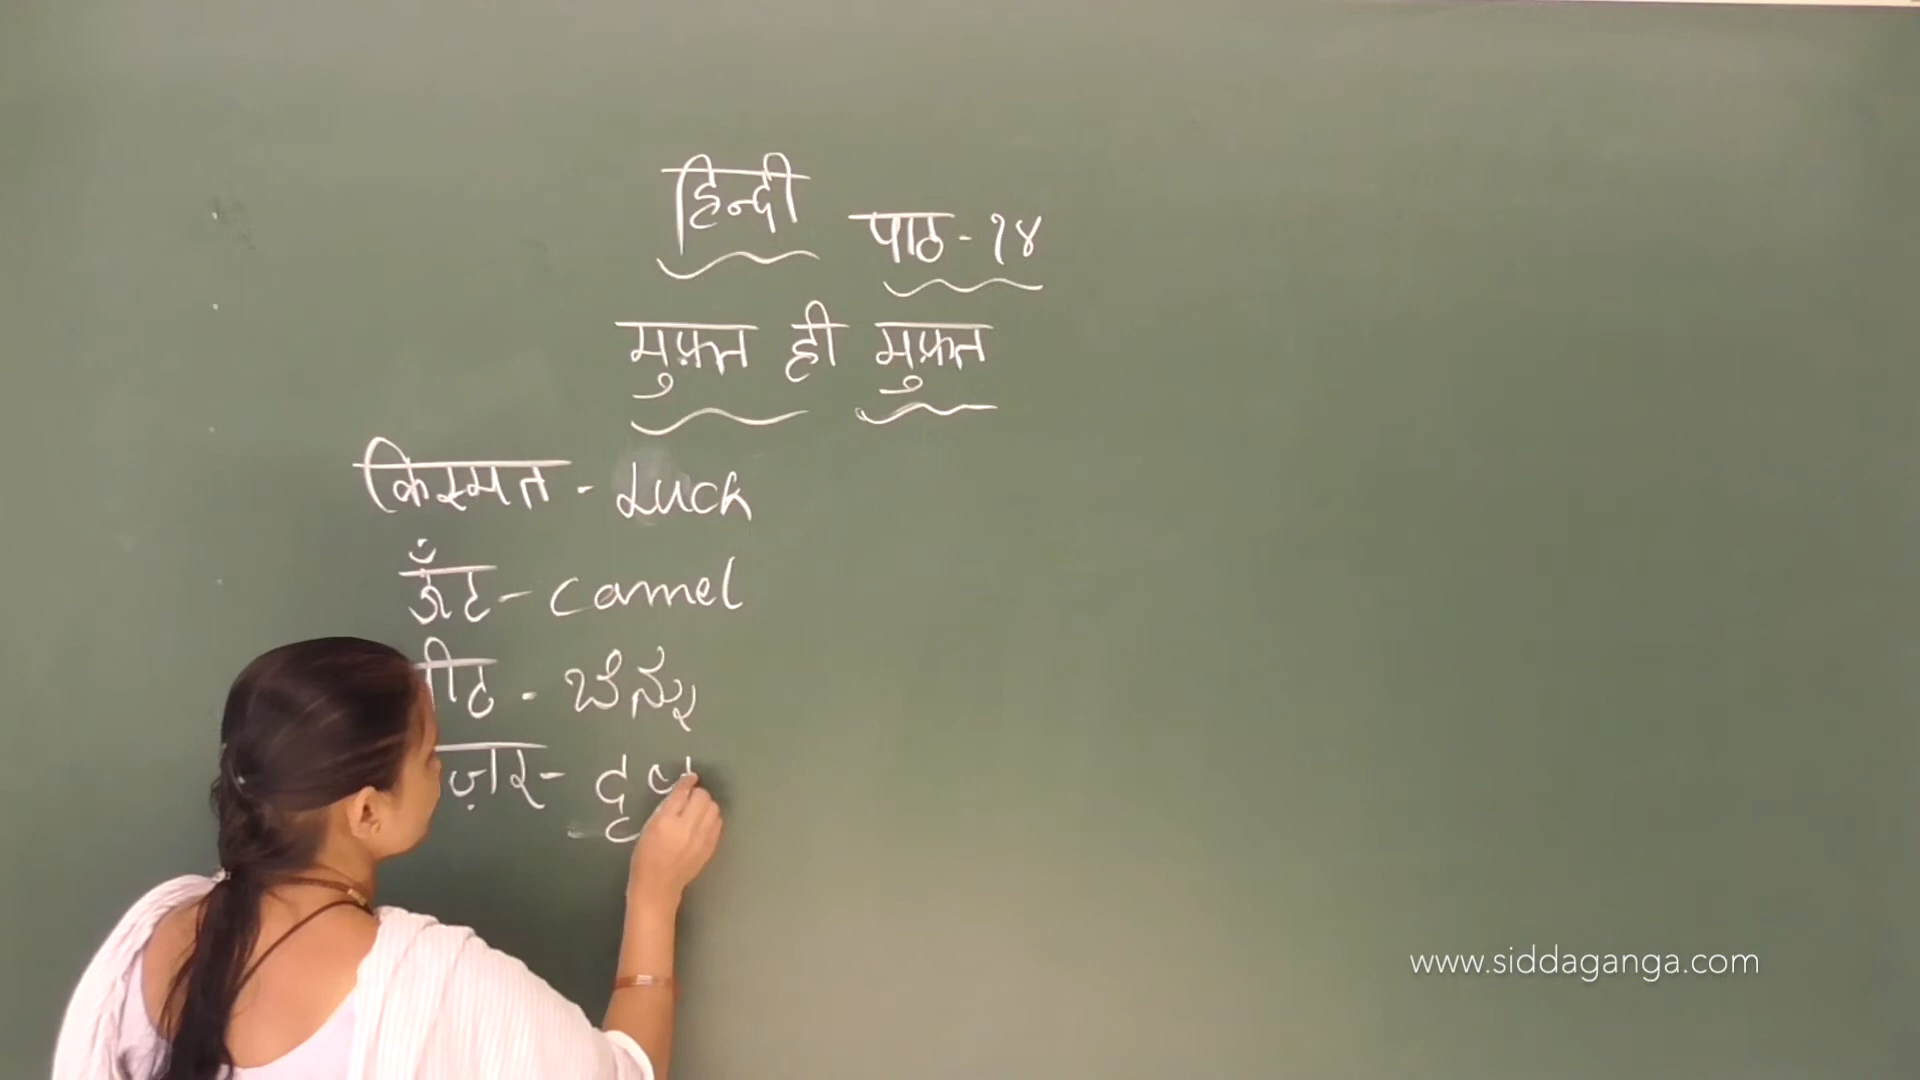 हिन्दी पाठ-१४
मुफ़्त ही मुफ़्त
किस्मत - Luck
ऊँट - camel
पीठ - ಬೆನ್ನು
ज़र -
www.siddaganga.com